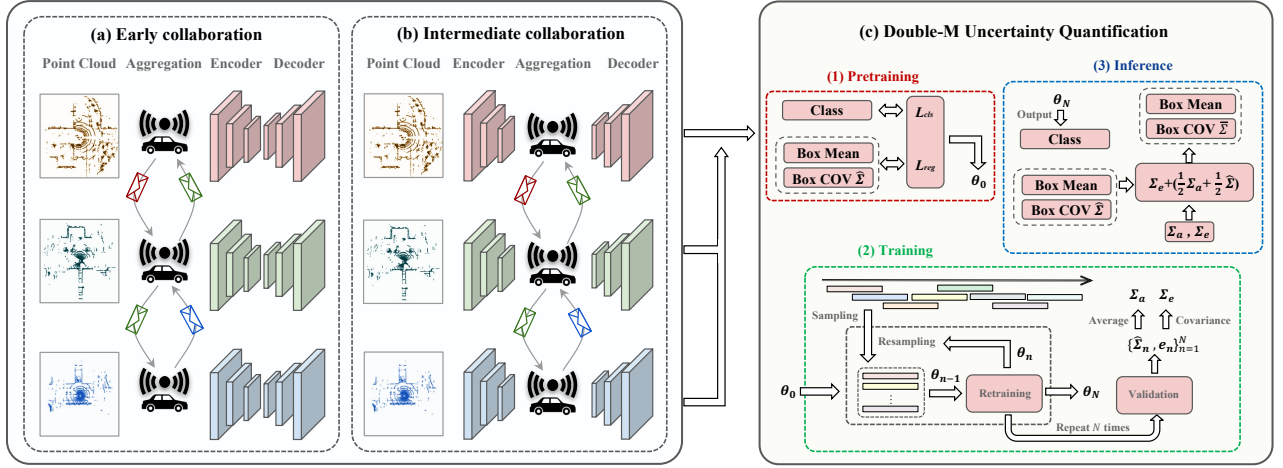 (a) Early collaboration
Point Cloud Aggregation Encoder Decoder
(b) Intermediate collaboration
Point Cloud Encoder Aggregation Decoder
(c) Double-M Uncertainty Quantification
(1) Pretraining
Class
Box Mean
Box COV Σ̂
L_cls
L_reg
θ_0
(3) Inference
θ_N
Output
Class
Box Mean
Box COV Σ̂
Σ_e+(½Σ_a+½Σ̂)
Σ_a , Σ_e
Box Mean
Box COV Σ̅
(2) Training
Sampling
Resampling
θ_n
θ_0
⋮
θ_{n−1}
Retraining
θ_N
Repeat N times
Validation
{Σ̂_n , e_n}_{n=1}^N
Average
Covariance
Σ_a Σ_e